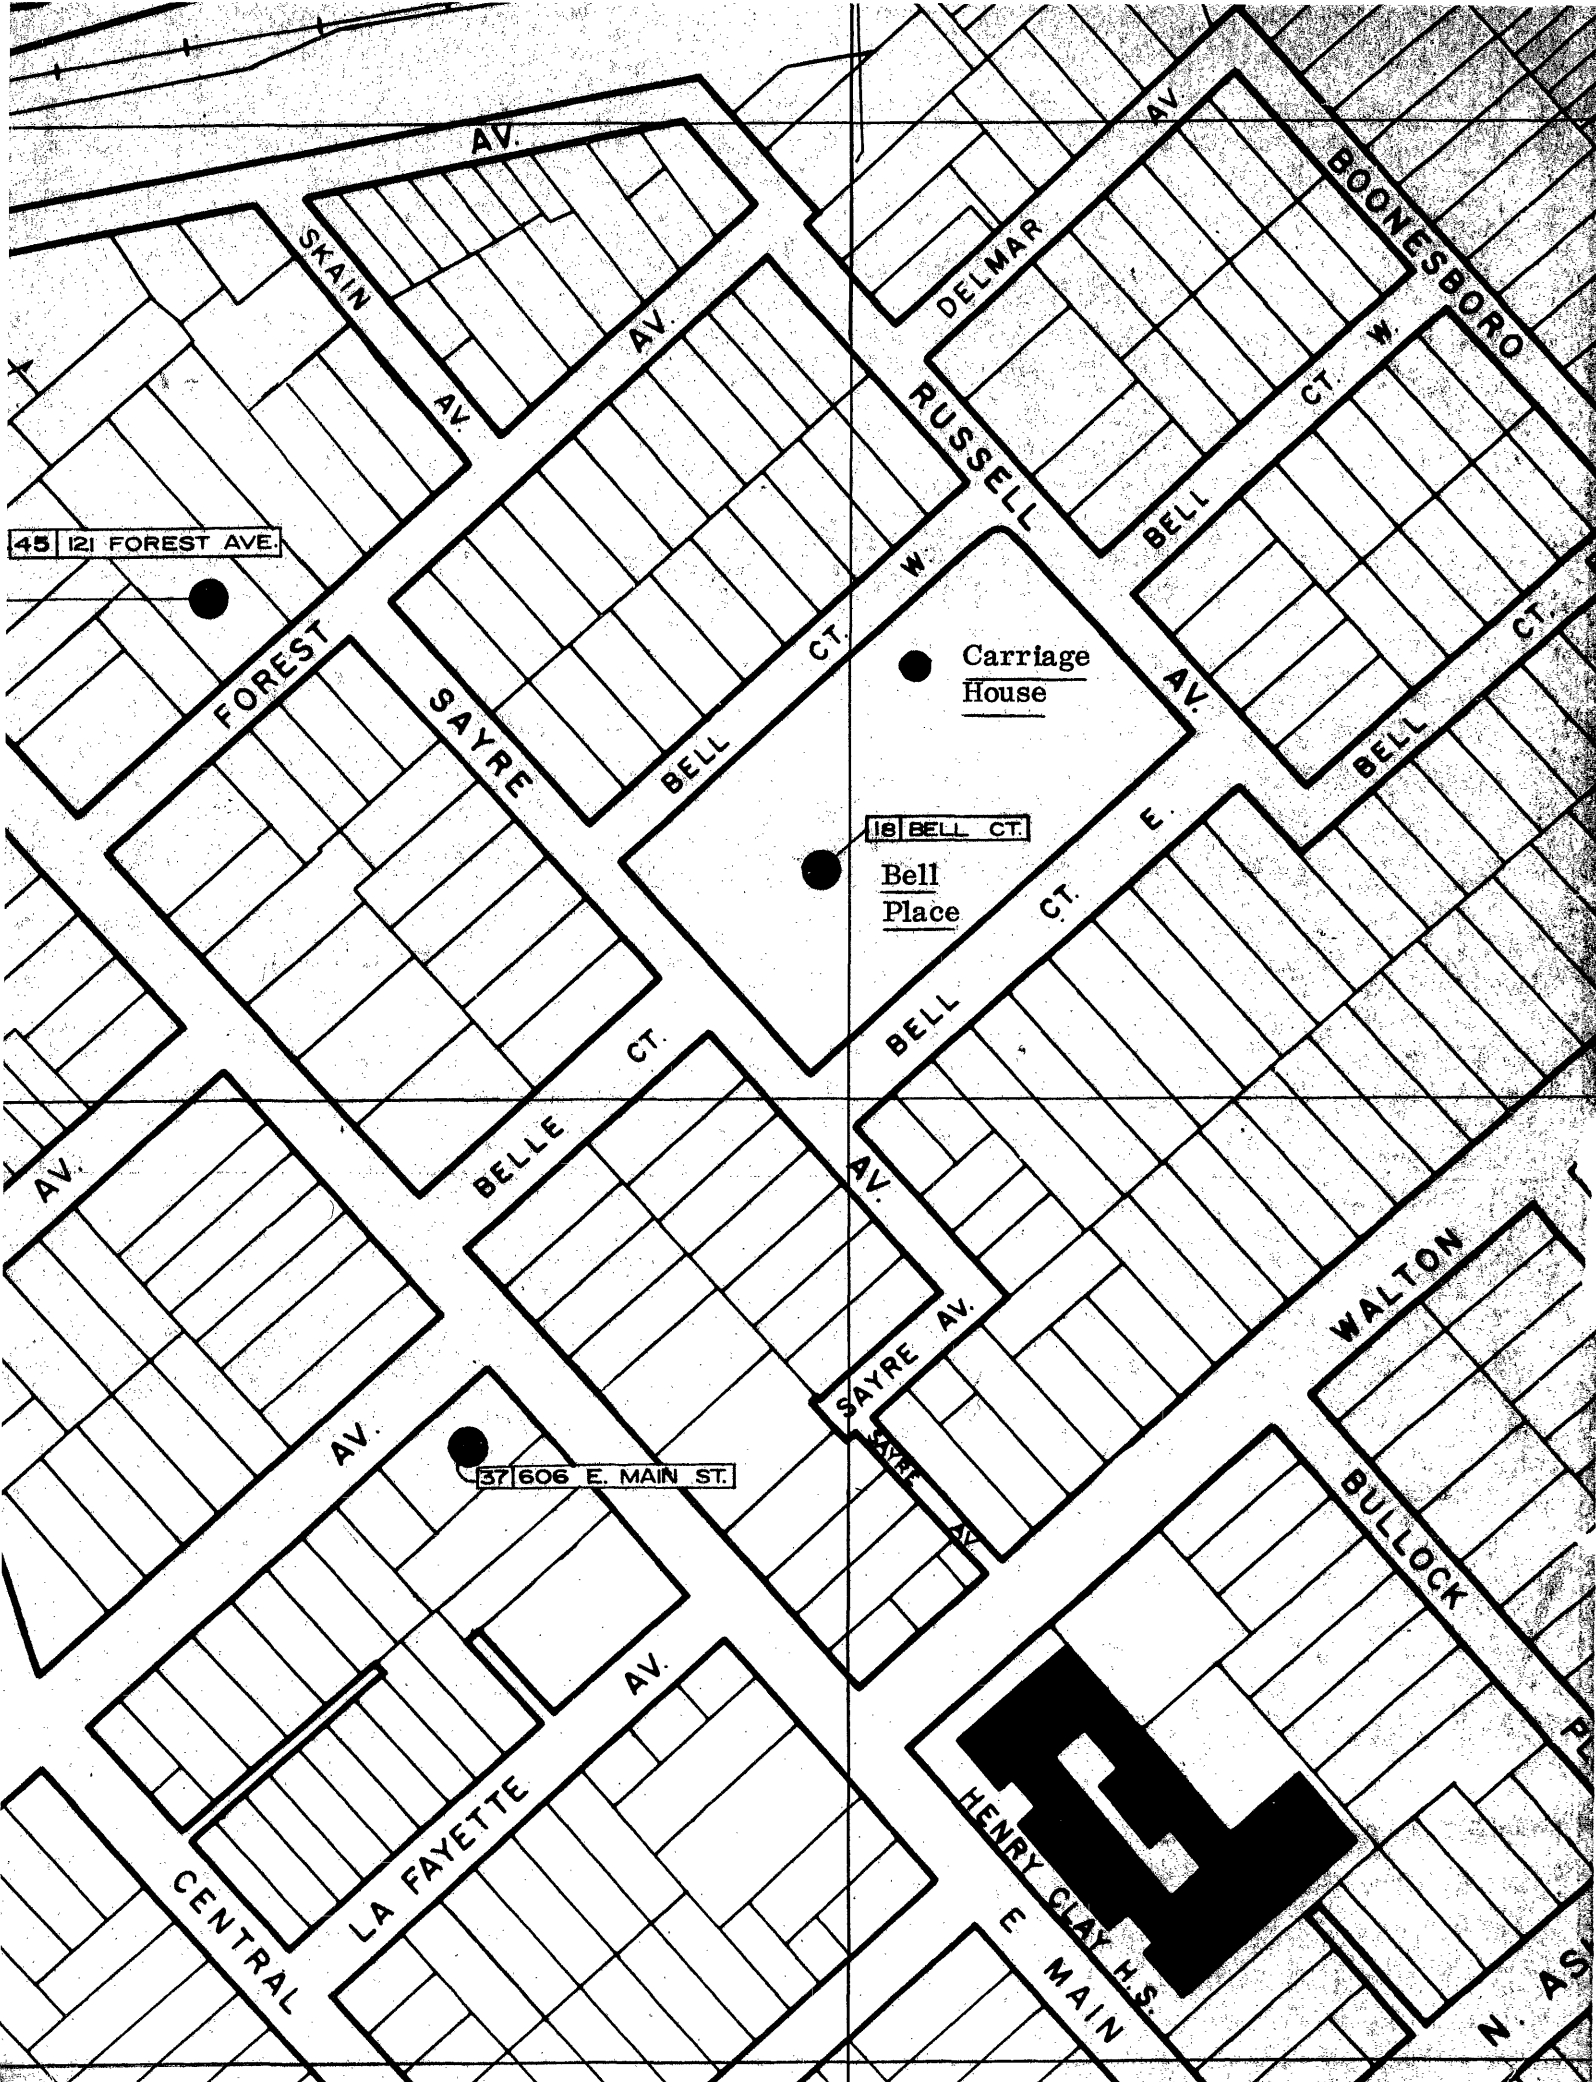 AV.
AV
BOONESBORO
SKAIN
AV.
DELMAR
AV.
W.
CT.
BELL
RUSSELL
AV.
45 121 FOREST AVE.
FOREST
SAYRE
W.
CT.
BELL
Carriage
House
CT.
BELL
18 BELL CT.
Bell
Place
E.
CT.
BELL
CT.
BELLE
AV.
AV.
WALTON
SAYRE AV.
SAYRE
AV
AV.
37 606 E. MAIN ST.
BULLOCK
PL
AV.
LA FAYETTE
CENTRAL
HENRY CLAY H.S.
E MAIN
N. AS